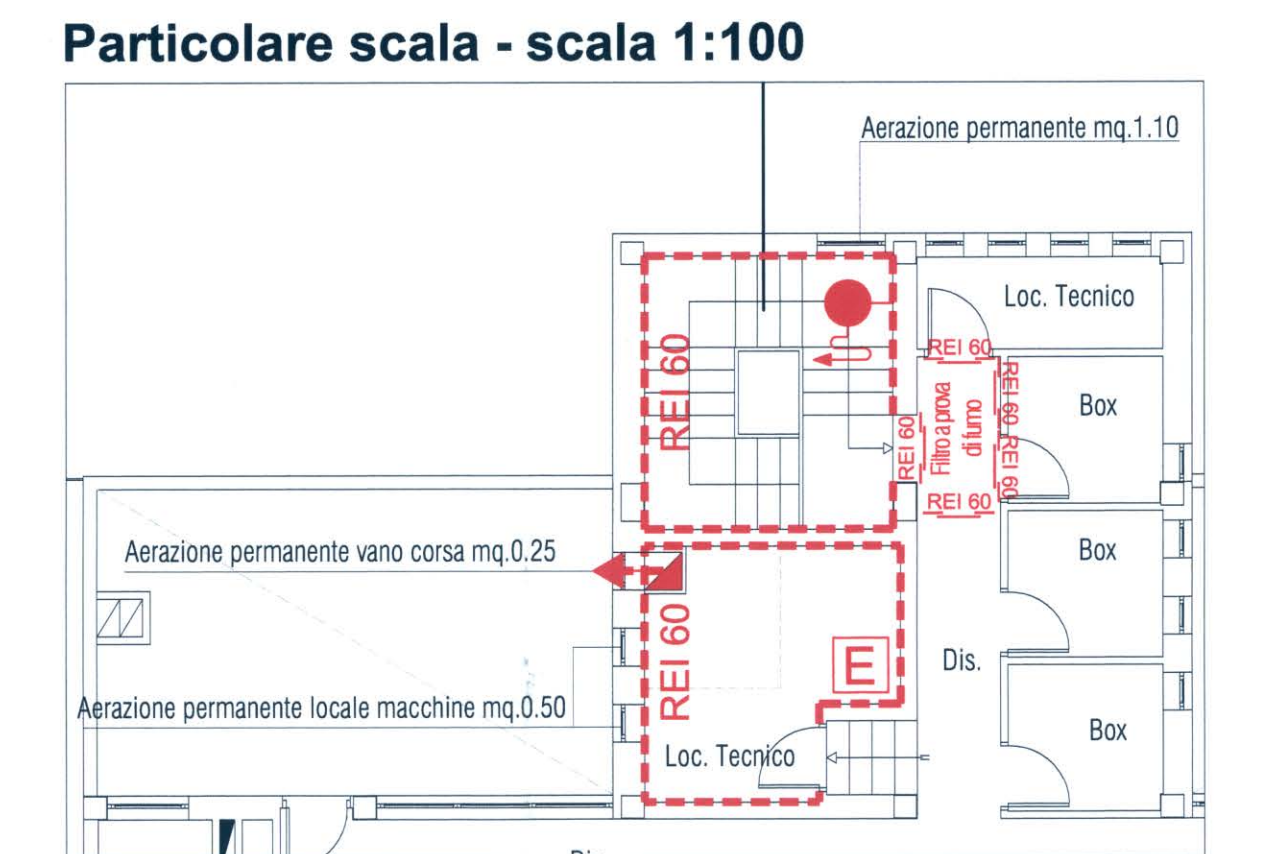 Particolare scala - scala 1:100
Aerazione permanente mq.1.10
Loc. Tecnico
REI 60
REI 60
REI 60
Box
REI 60
Filtro a prova
di fumo
REI 60
REI 60
Aerazione permanente vano corsa mq.0.25
Box
REI 60
E
Dis.
Aerazione permanente locale macchine mq.0.50
Loc. Tecnico
Box